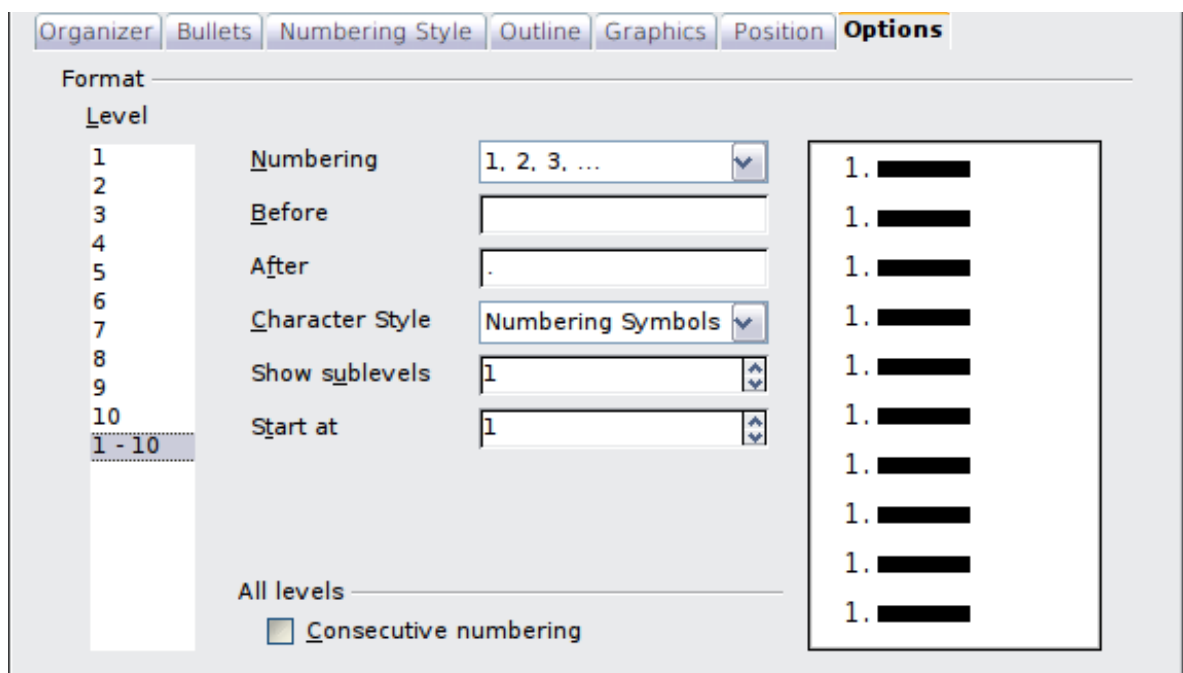 Organizer Bullets Numbering Style Outline Graphics Position Options
Format
Level
1
2
3
4
5
6
7
8
9
10
1 - 10
Numbering 1, 2, 3, ...
Before
After .
Character Style Numbering Symbols
Show sublevels 1
Start at 1
All levels
Consecutive numbering
1.
1.
1.
1.
1.
1.
1.
1.
1.
1.